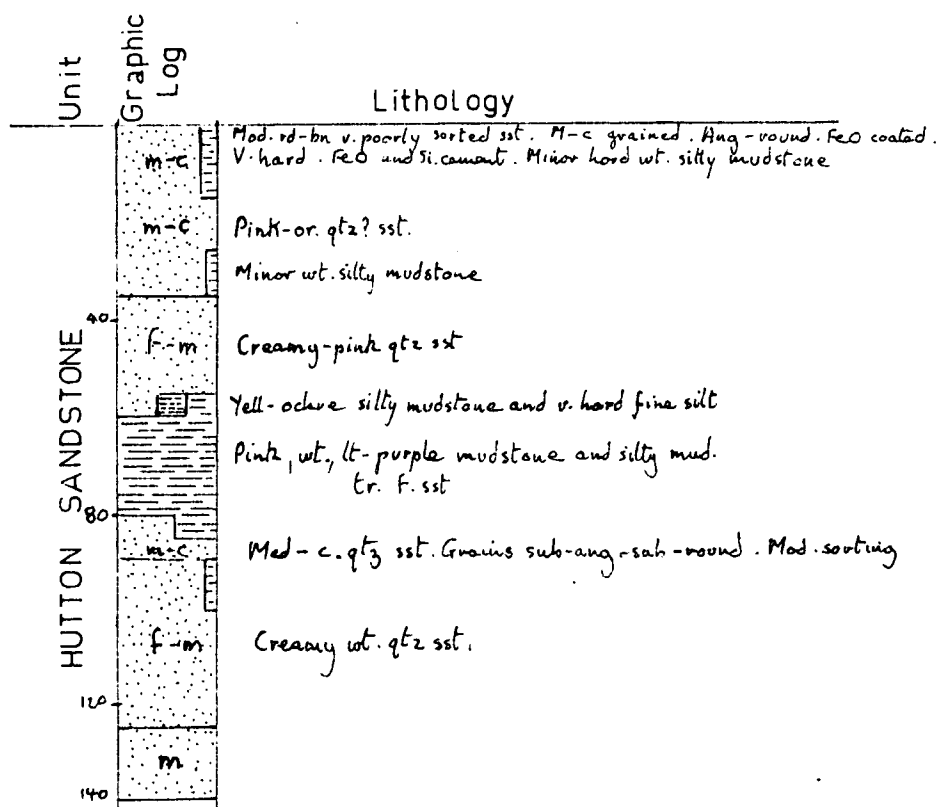 Unit
Graphic
Log
Lithology
Mod. rd-bn v. poorly sorted sst. M-c grained. Ang-round. FeO coated.
m-c
V. hard. FeO and Si. cement. Minor hard wt. silty mudstone
m-c
Pink-or. qtz? sst.
Minor wt. silty mudstone
40
f-m
Creamy-pink qtz sst
Yell-ochre silty mudstone and v. hard fine silt
Pink, wt., lt-purple mudstone and silty mud.
tr. f. sst
80
m-c
Med-c. qtz sst. Grains sub-ang-sub-round. Mod. sorting
HUTTON SANDSTONE
f-m
Creamy wt. qtz sst.
120
m
140